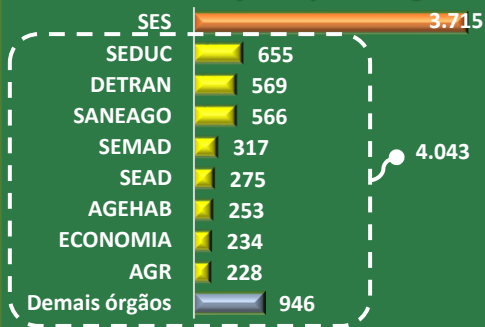 SES 3.715
SEDUC 655
DETRAN 569
SANEAGO 566
SEMAD 317
4.043
SEAD 275
AGEHAB 253
ECONOMIA 234
AGR 228
Demais órgãos 946